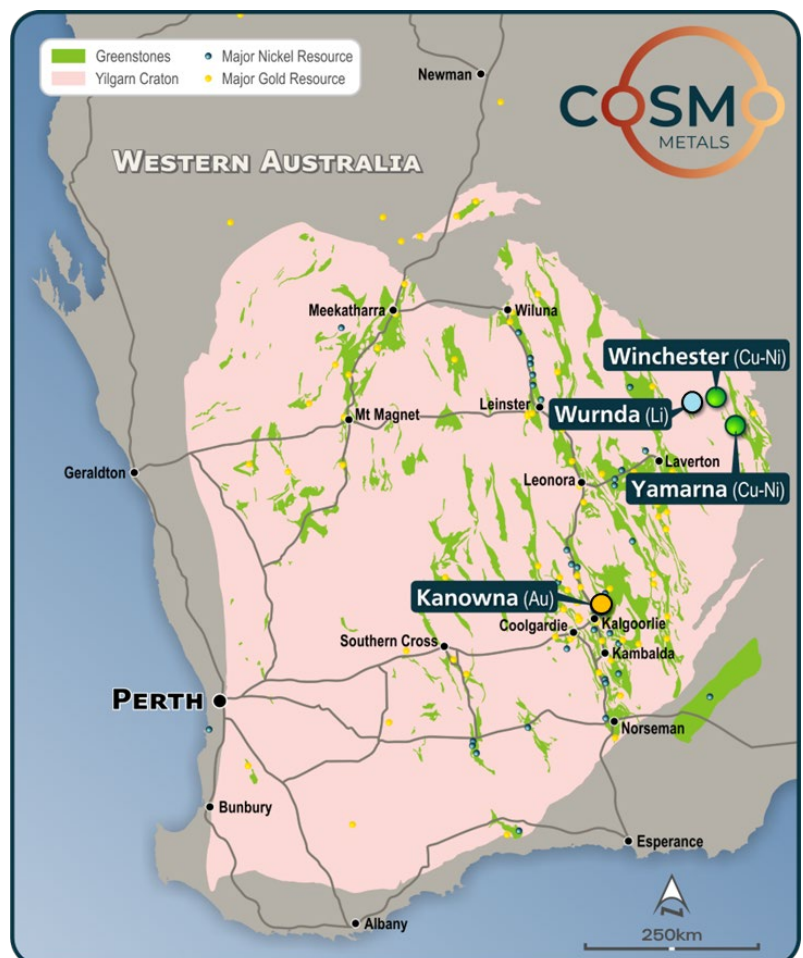 Greenstones
Major Nickel Resource
Yilgarn Craton
Major Gold Resource
COSMO
METALS
Newman
WESTERN AUSTRALIA
Meekatharra
Wiluna
Winchester (Cu-Ni)
Leinster
Wurnda (Li)
Mt Magnet
Geraldton
Laverton
Leonora
Yamarna (Cu-Ni)
Kanowna (Au)
Coolgardie
Kalgoorlie
Southern Cross
Kambalda
PERTH
Norseman
Bunbury
Esperance
Albany
250km